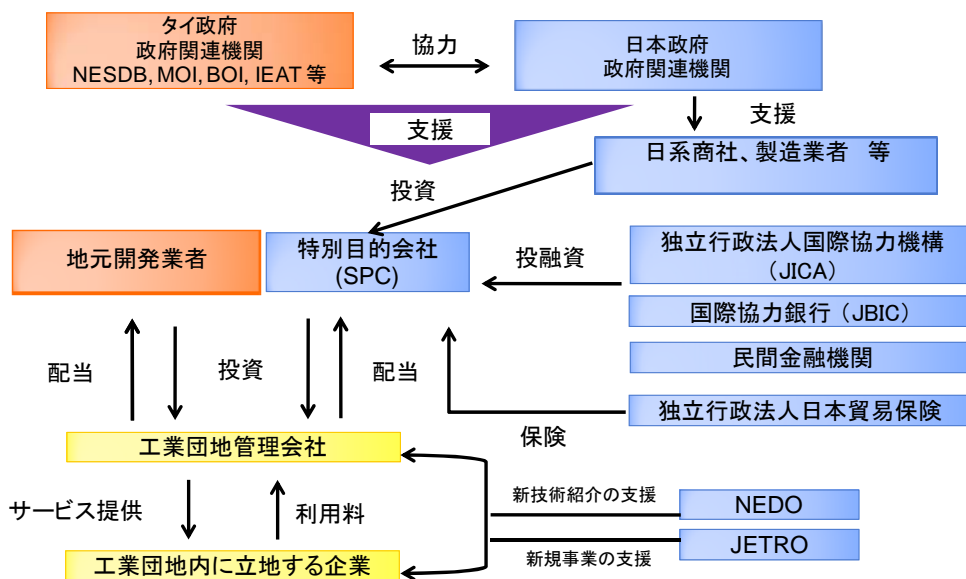 タイ政府
政府関連機関
NESDB, MOI, BOI, IEAT 等
協力
日本政府
政府関連機関
支援
支援
日系商社、製造業者　等
投資
地元開発業者
特別目的会社
(SPC)
投融資
独立行政法人国際協力機構
（JICA）
国際協力銀行（JBIC）
民間金融機関
独立行政法人日本貿易保険
配当
投資
配当
保険
工業団地管理会社
サービス提供
利用料
新技術紹介の支援
NEDO
新規事業の支援
JETRO
工業団地内に立地する企業